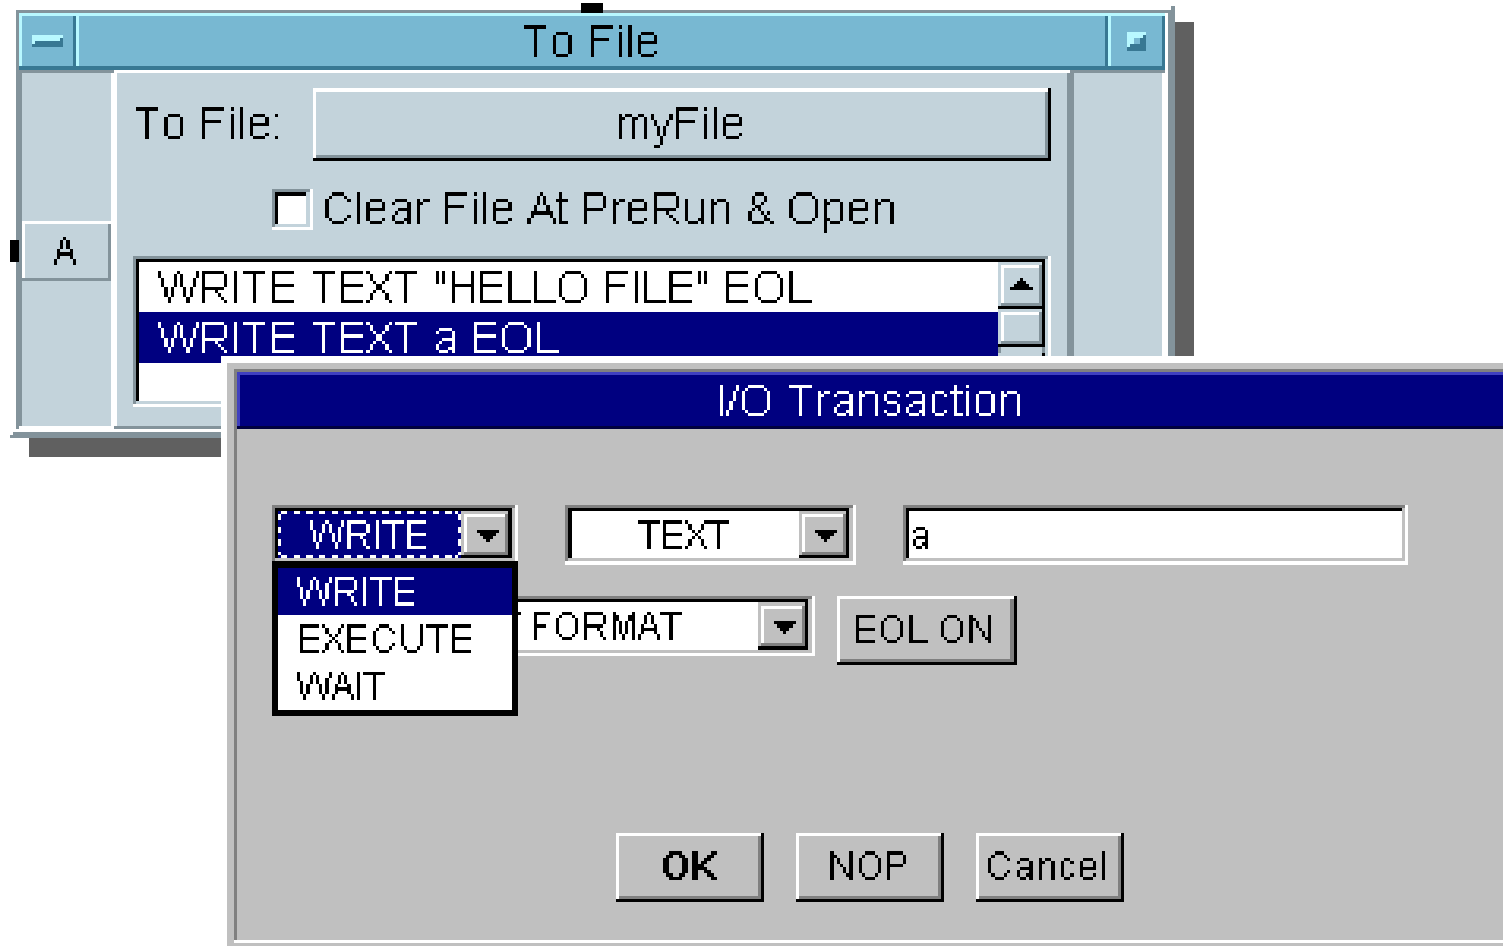 To File
To File: myFile
Clear File At PreRun & Open
A
WRITE TEXT "HELLO FILE" EOL
WRITE TEXT a EOL
I/O Transaction
WRITE TEXT a
WRITE
FORMAT EOL ON
EXECUTE
WAIT
OK NOP Cancel